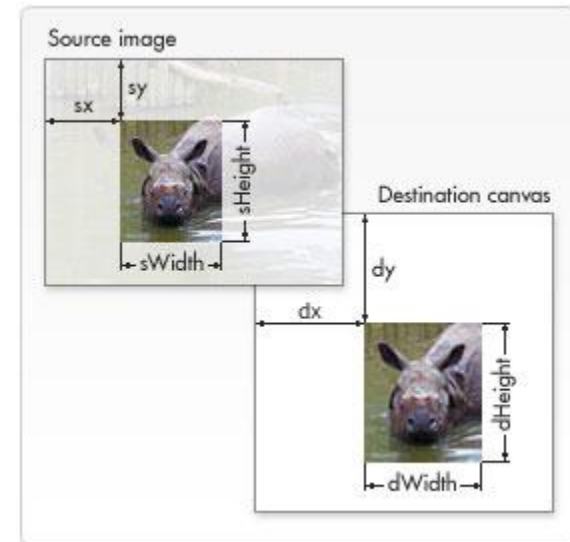 Source image
sy
sx
sHeight
sWidth
Destination canvas
dy
dx
dHeight
dWidth